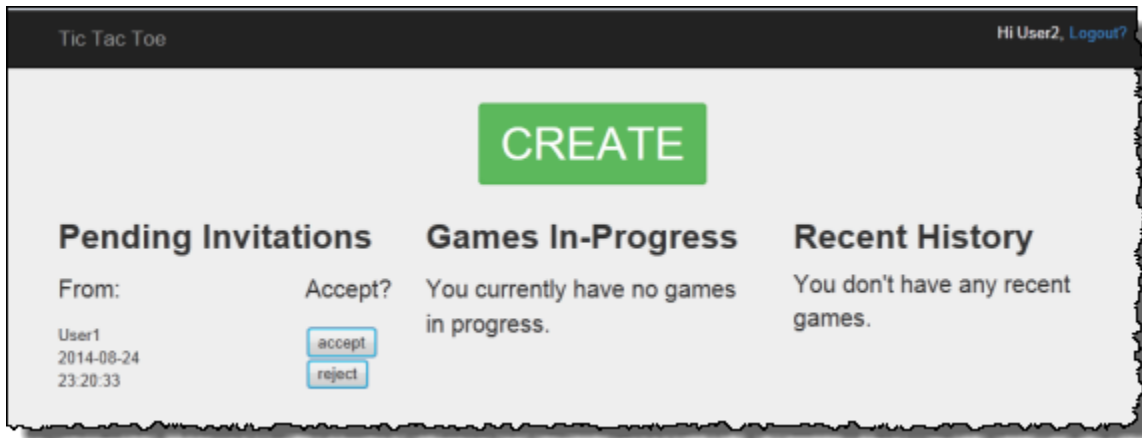 Tic Tac Toe
Hi User2, Logout?
CREATE
Pending Invitations
From: Accept?
User1
2014-08-24
23:20:33
accept
reject
Games In-Progress
You currently have no games
in progress.
Recent History
You don't have any recent
games.